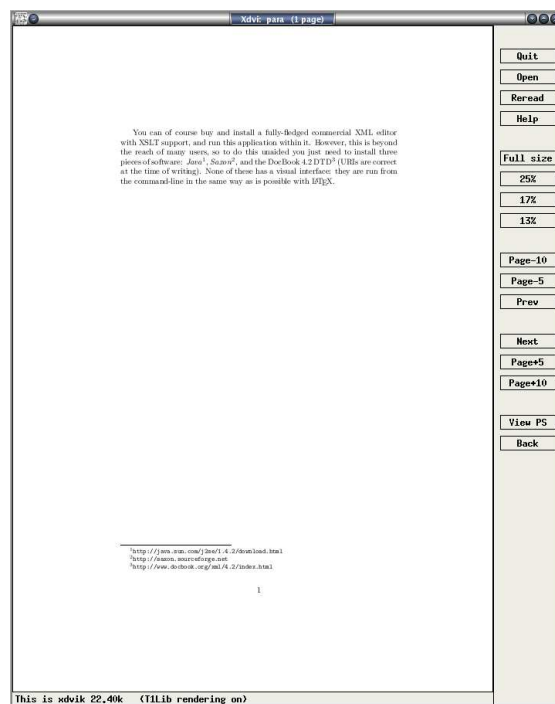 Xdvi: para (1 page)
You can of course buy and install a fully-fledged commercial XML editor
with XSLT support, and run this application within it. However, this is beyond
the reach of many users, so to do this unaided you just need to install three
pieces of software: Java¹, Saxon², and the DocBook 4.2 DTD³ (URIs are correct
at the time of writing). None of these has a visual interface: they are run from
the command-line in the same way as is possible with LATEX.
¹http://java.sun.com/j2se/1.4.2/download.html
²http://saxon.sourceforge.net
³http://www.docbook.org/xml/4.2/index.html
1
Quit
Open
Reread
Help
Full size
25%
17%
13%
Page-10
Page-5
Prev
Next
Page+5
Page+10
View PS
Back
This is xdvik 22.40k (T1Lib rendering on)